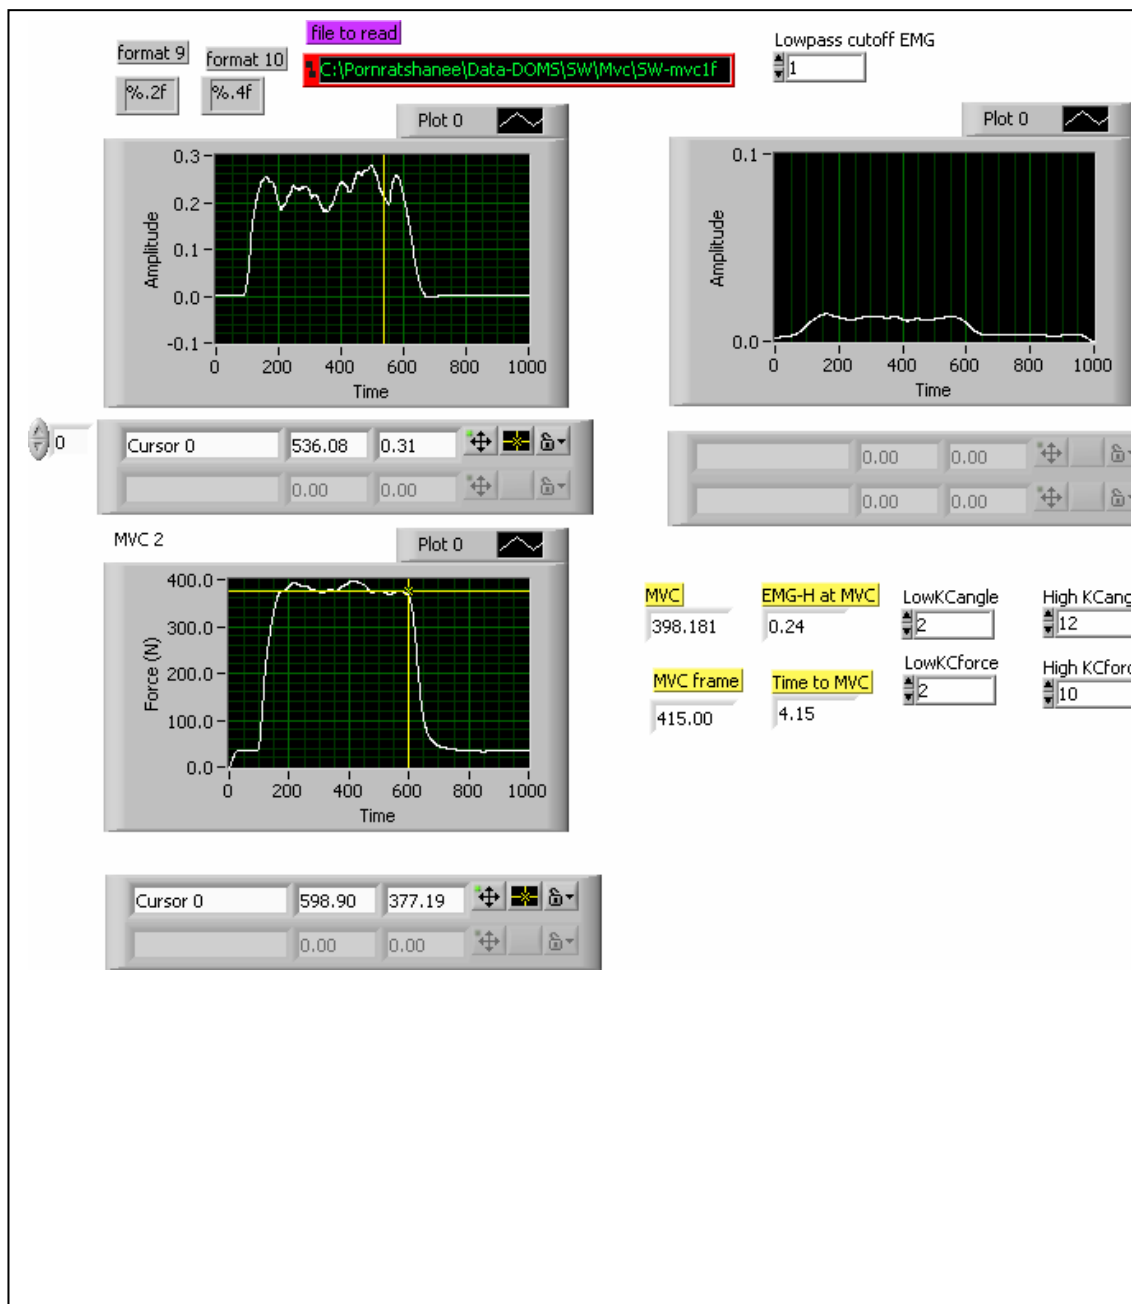 file to read
format 9
format 10
Lowpass cutoff EMG
%.2f
%.4f
C:\Pornratshanee\Data-DOMS\SW\Mvc\SW-mvc1f
1
Plot 0
0.3
0.2
0.1
0.0
-0.1
Amplitude
0 200 400 600 800 1000
Time
Plot 0
0.1
0.0
Amplitude
0 200 400 600 800 1000
Time
0
Cursor 0 536.08 0.31
0.00 0.00
0.00 0.00
0.00 0.00
MVC 2
Plot 0
400.0
300.0
200.0
100.0
0.0
Force (N)
0 200 400 600 800 1000
Time
MVC
398.181
EMG-H at MVC
0.24
LowKCangle
2
High KCang
12
MVC frame
415.00
Time to MVC
4.15
LowKCforce
2
High KCforc
10
Cursor 0 598.90 377.19
0.00 0.00